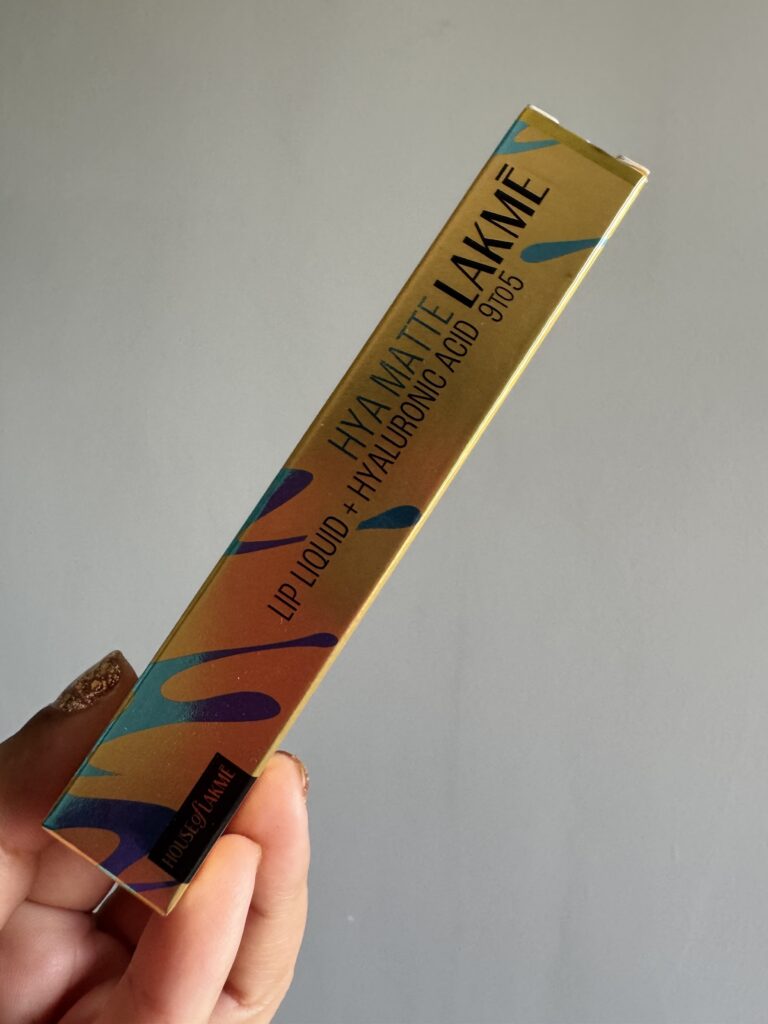 LAKMĒ
9TO5
HYA MATTE
LIP LIQUID + HYALURONIC ACID
HOUSE of LAKMĒ